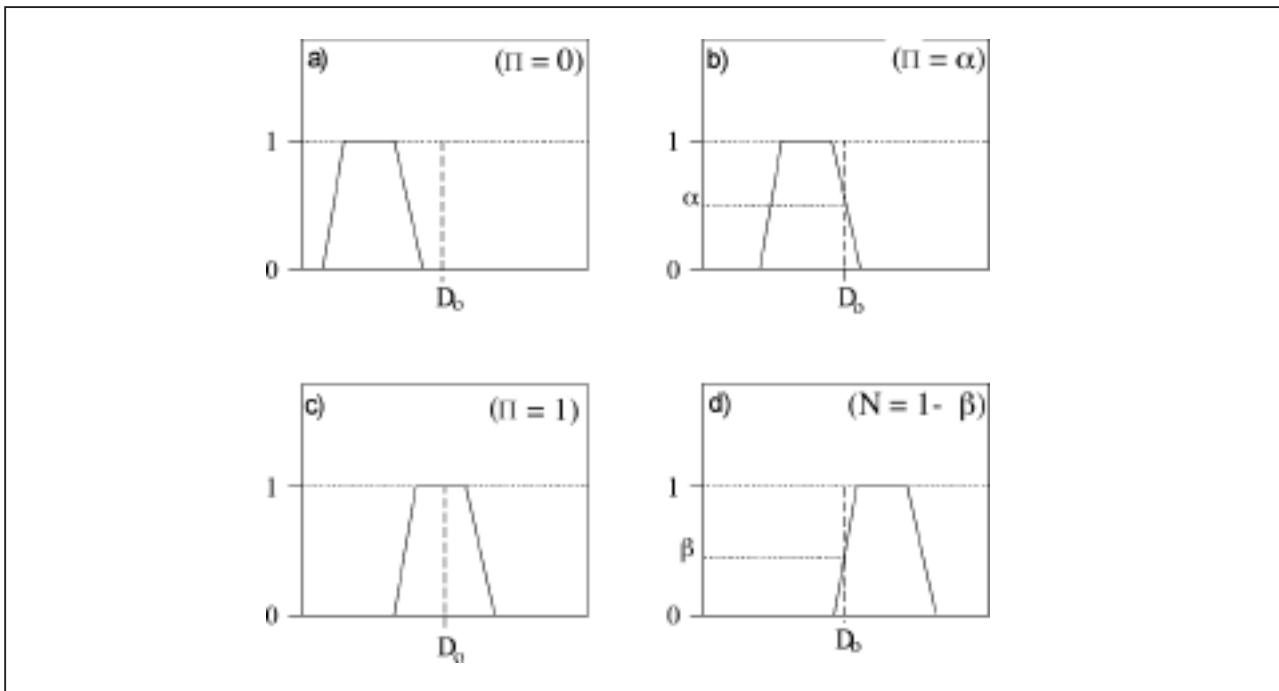 a) (Π = 0)
1
0
D₀
b) (Π = α)
1
α
0
D₀
c) (Π = 1)
1
0
D₀
d) (N = 1- β)
1
β
0
D₀